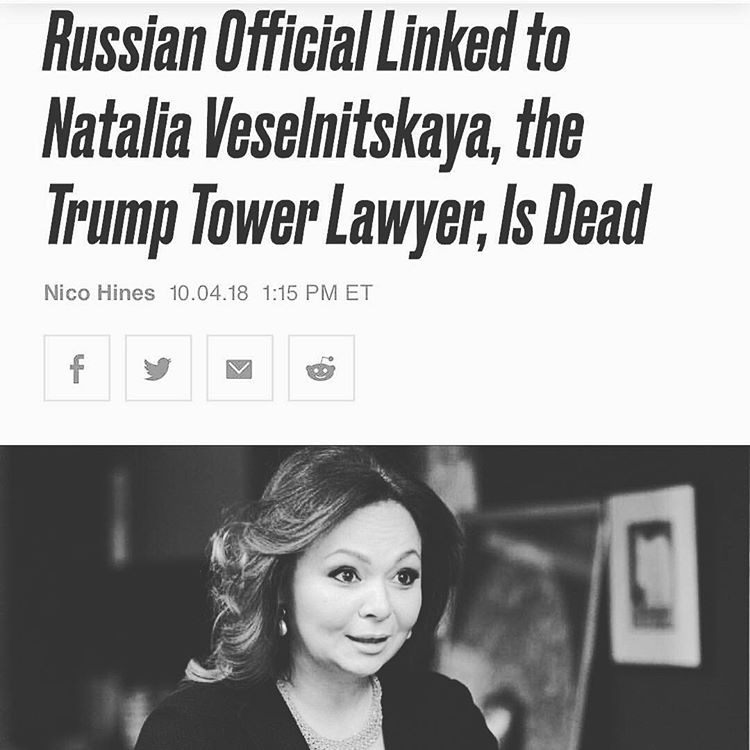 Russian Official Linked to
Natalia Veselnitskaya, the
Trump Tower Lawyer, Is Dead
Nico Hines 10.04.18 1:15 PM ET